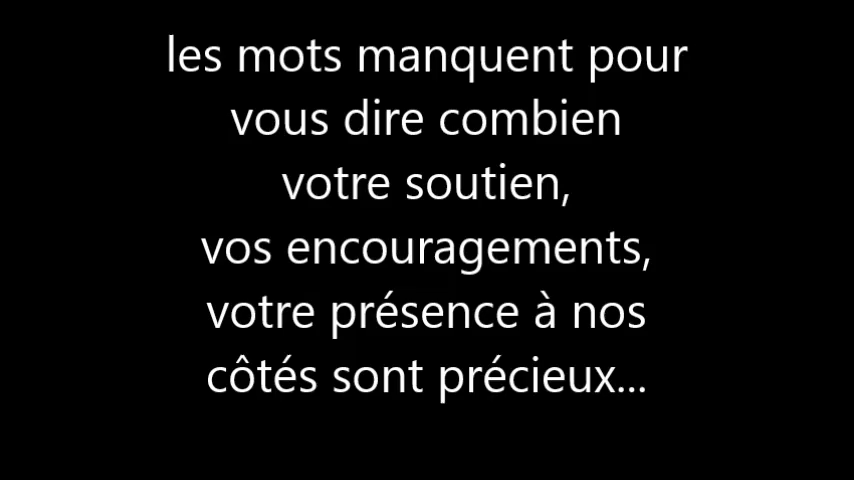 les mots manquent pour
vous dire combien
votre soutien,
vos encouragements,
votre présence à nos
côtés sont précieux...